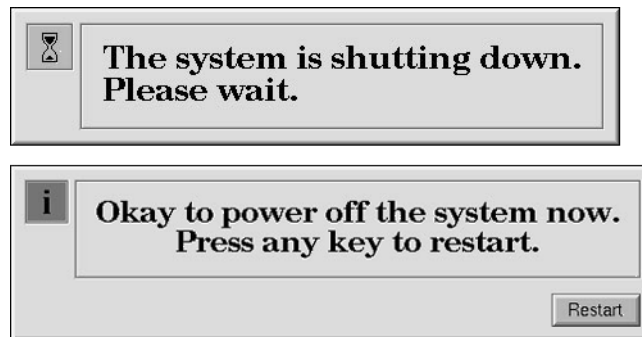 The system is shutting down.
Please wait.
i
Okay to power off the system now.
Press any key to restart.
Restart